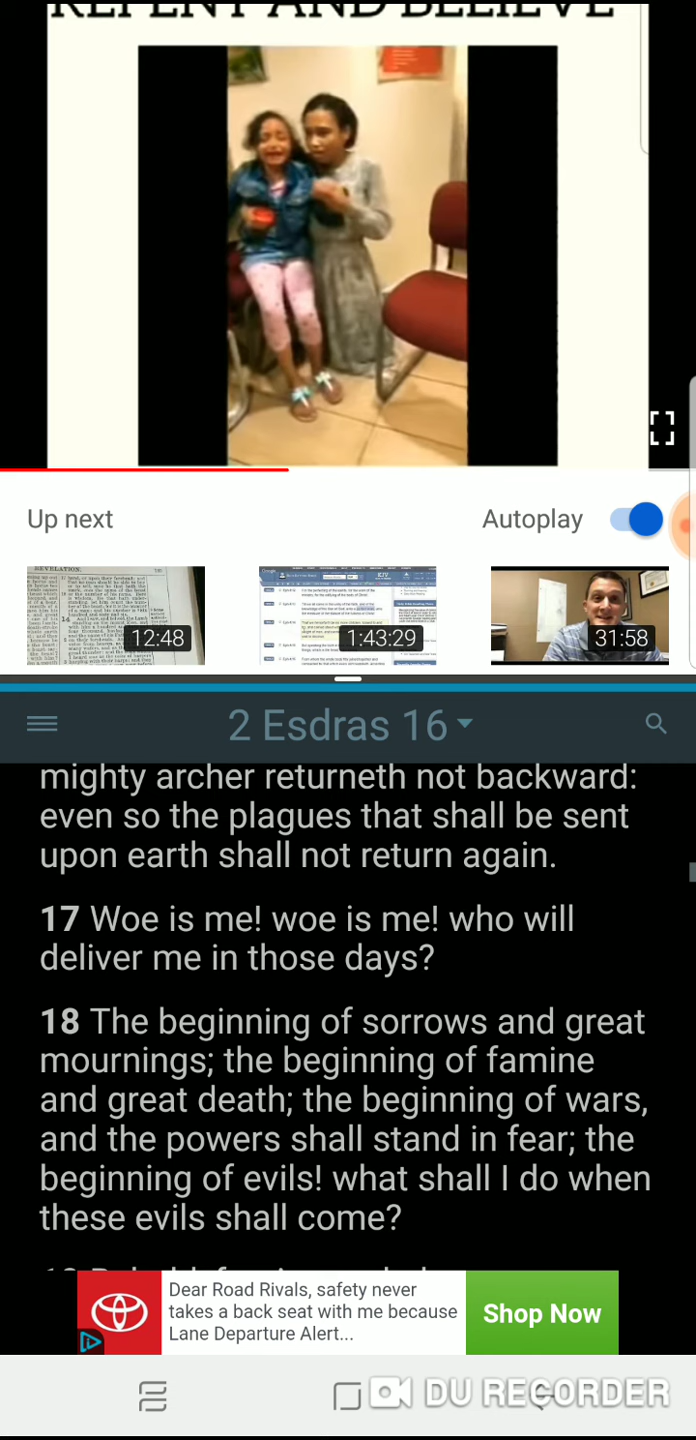 REPENT AND BELIEVE
Up next
Autoplay
REVELATION.
12:48
1:43:29
31:58
2 Esdras 16
mighty archer returneth not backward:
even so the plagues that shall be sent
upon earth shall not return again.
17 Woe is me! woe is me! who will
deliver me in those days?
18 The beginning of sorrows and great
mournings; the beginning of famine
and great death; the beginning of wars,
and the powers shall stand in fear; the
beginning of evils! what shall I do when
these evils shall come?
Dear Road Rivals, safety never
takes a back seat with me because
Lane Departure Alert...
Shop Now
DU RECORDER